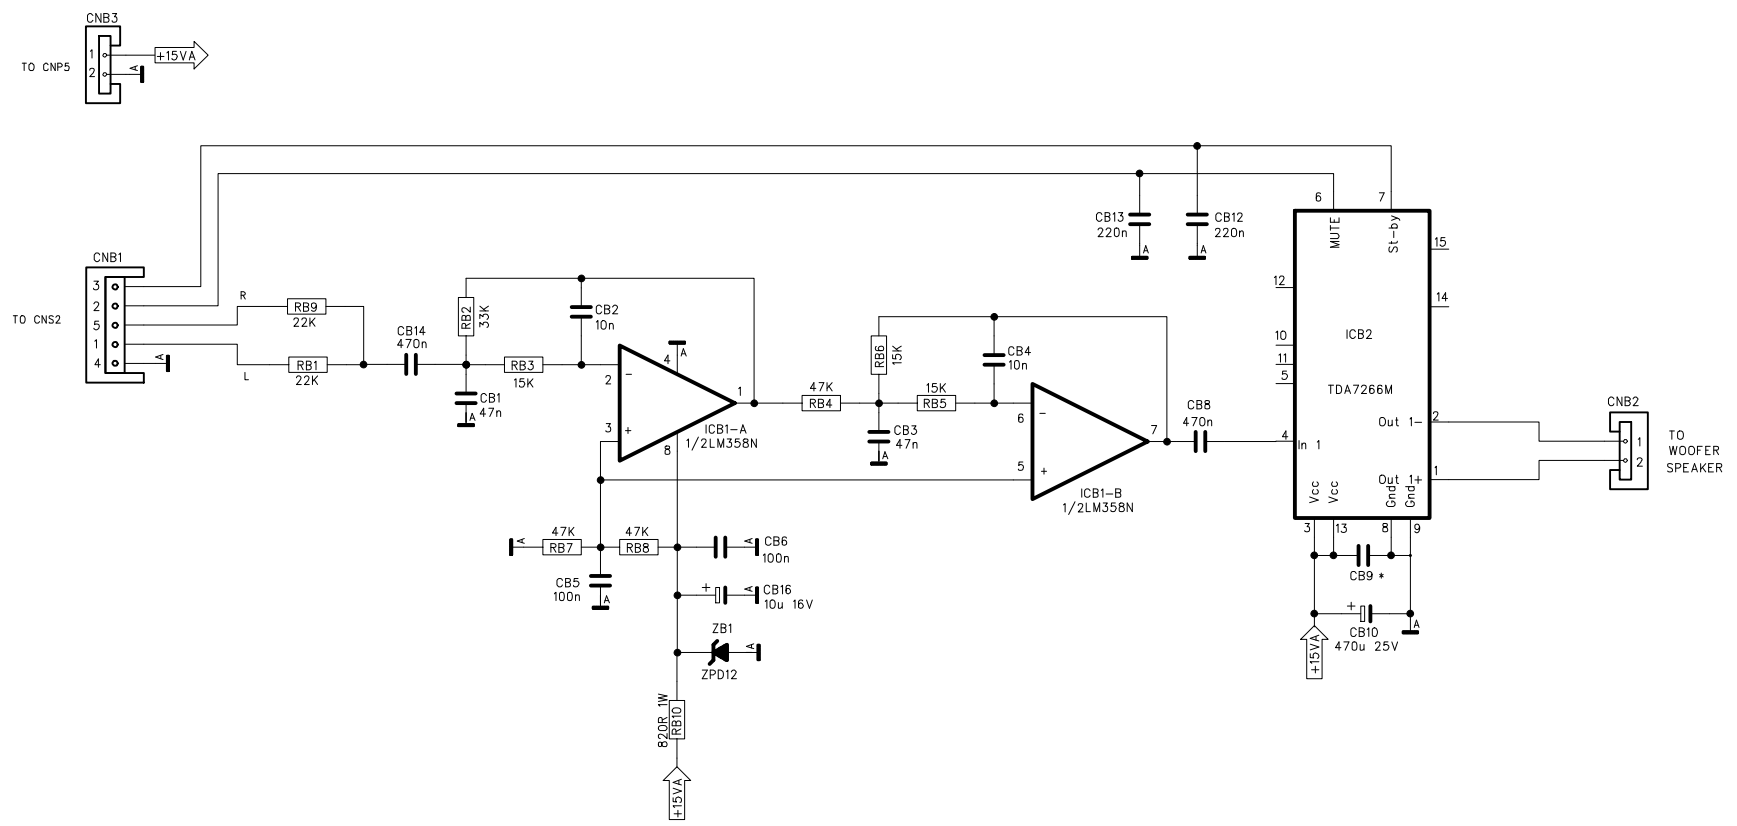 CNB3
1
+15VA
TO CNP5
2
A
CNB1
3
2
TO CNS2
5
1
4
A
R
RB9
22K
L
RB1
22K
CB14
470n
RB2
33K
CB2
10n
RB3
15K
CB1
47n
A
2
-
4
A
3
+
8
1
ICB1-A
1/2LM358N
47K
RB4
RB6
15K
CB4
10n
15K
RB5
CB3
47n
A
6
-
5
+
7
ICB1-B
1/2LM358N
CB8
470n
CB13
220n
A
CB12
220n
A
6
7
MUTE
St-by
15
12
14
10
11
5
ICB2
TDA7266M
Out 1-
2
4
In 1
Out 1+
1
Vcc
Vcc
Gnd
Gnd
3
13
8
9
CB9 *
+
CB10
470u 25V
A
+15VA
CNB2
1
2
TO
WOOFER
SPEAKER
A
47K
RB7
47K
RB8
CB5
100n
A
A
CB6
100n
+
A
CB16
10u 16V
ZB1
A
ZPD12
820R 1W
RB10
+15VA